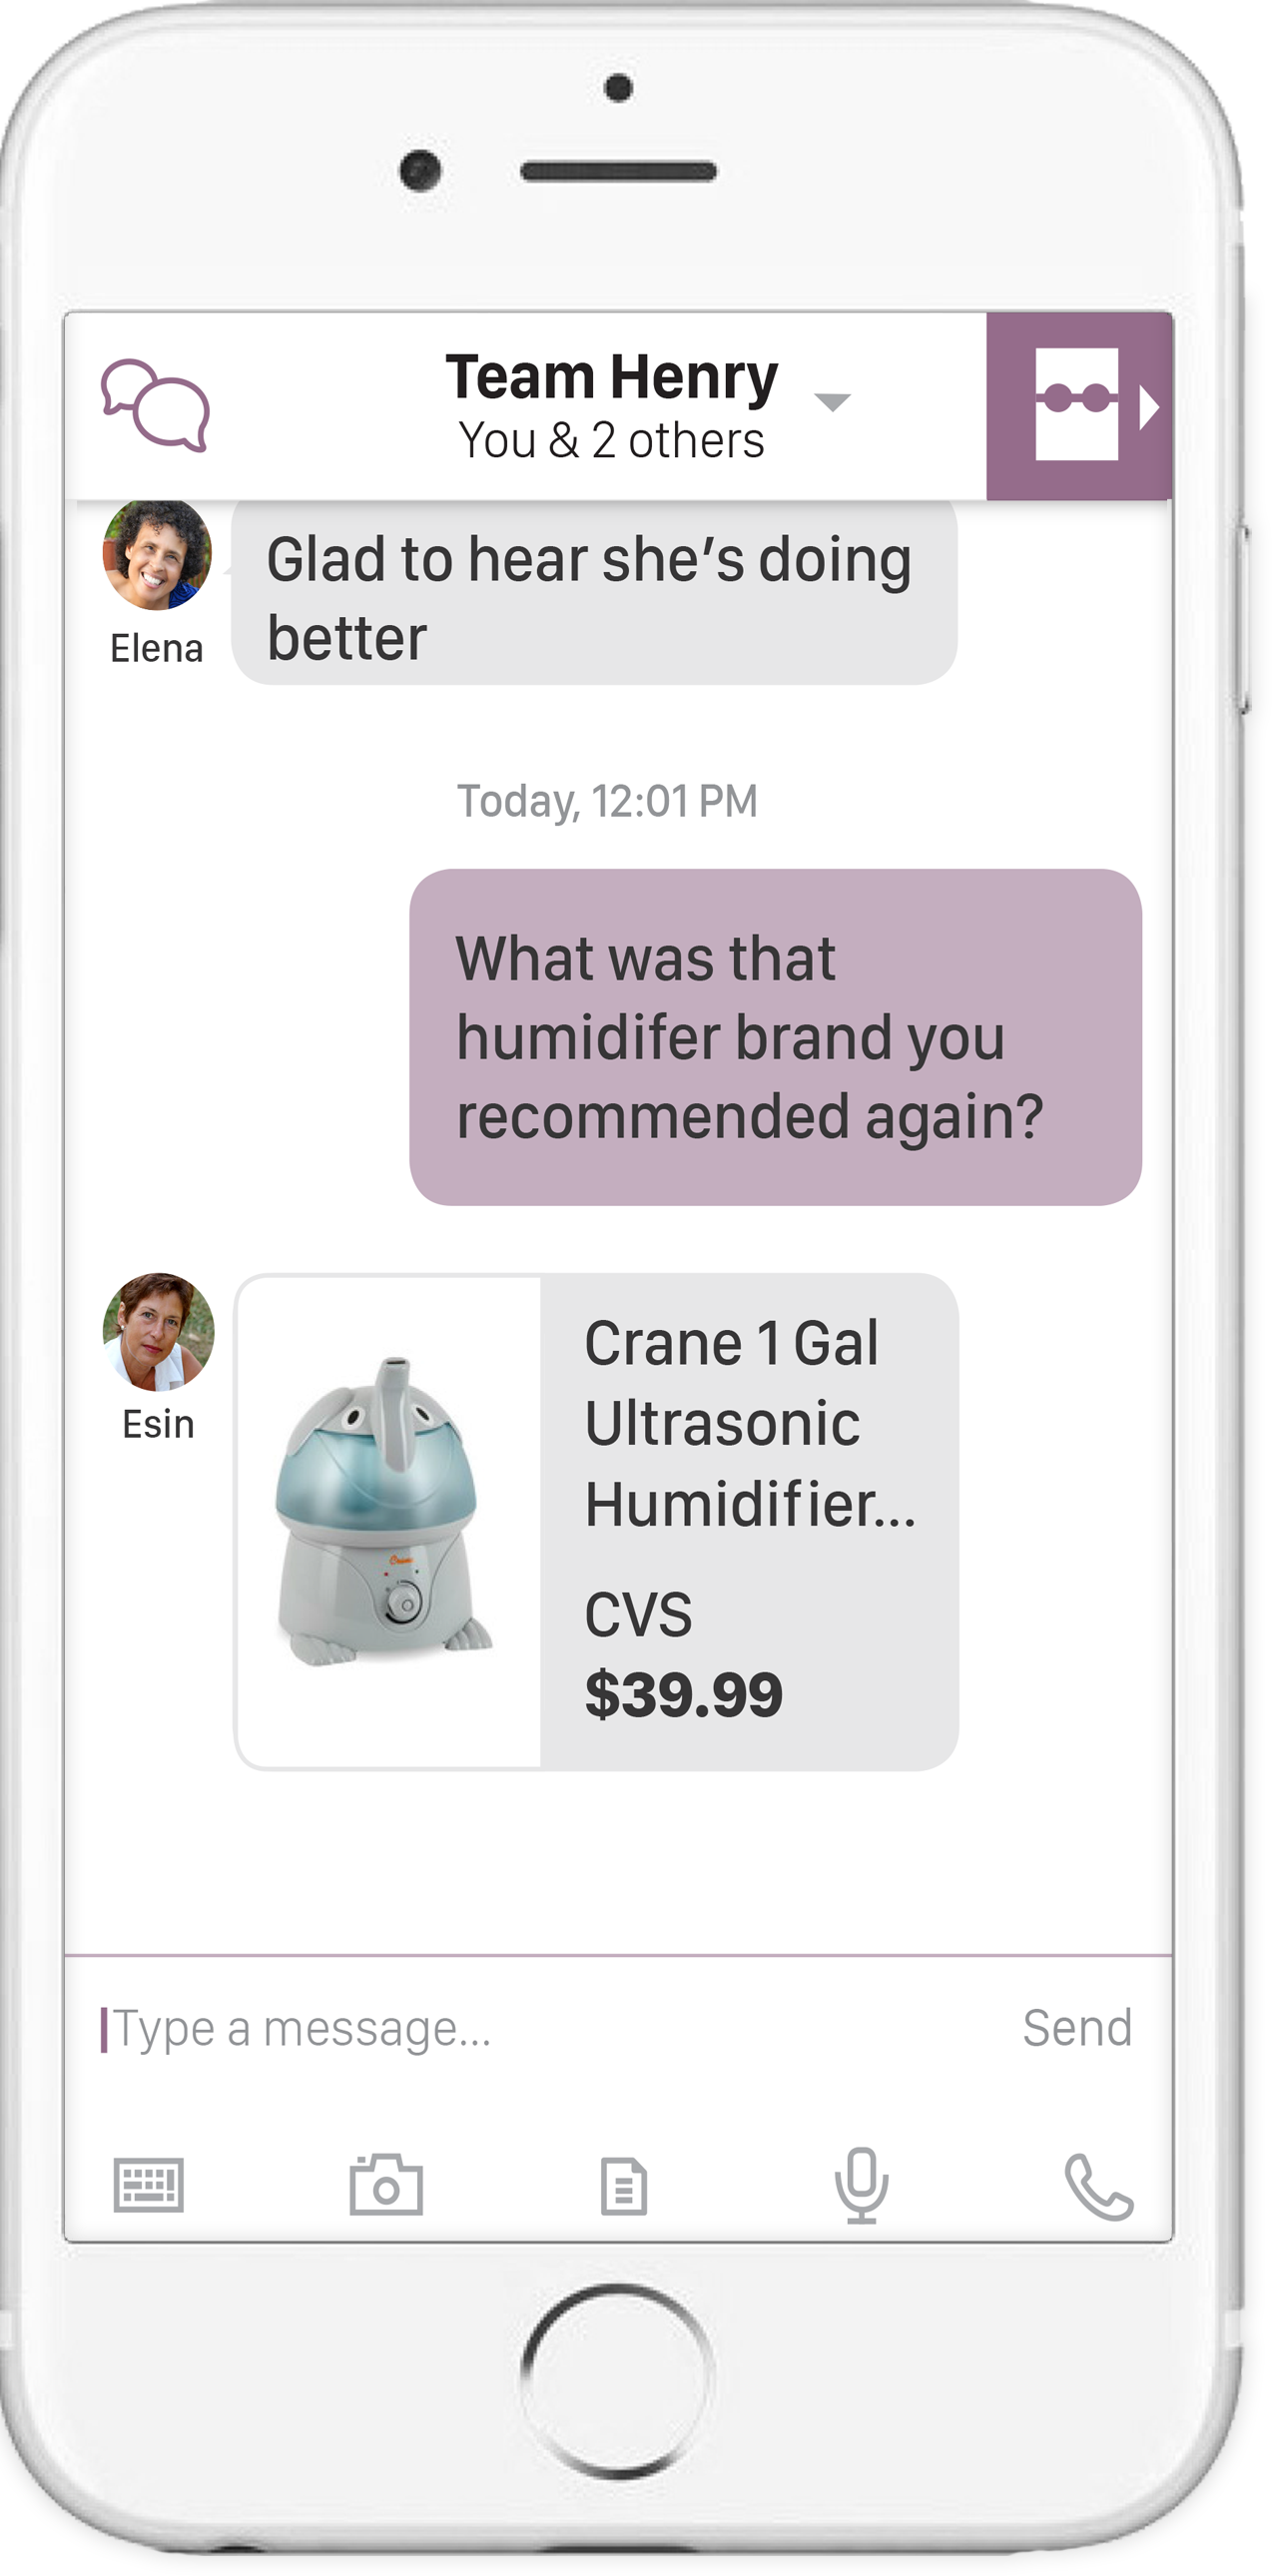 Team Henry
You & 2 others
Glad to hear she’s doing
better
Elena
Today, 12:01 PM
What was that
humidifer brand you
recommended again?
Esin
Crane 1 Gal
Ultrasonic
Humidifier...
CVS
$39.99
Crane
Type a message...
Send